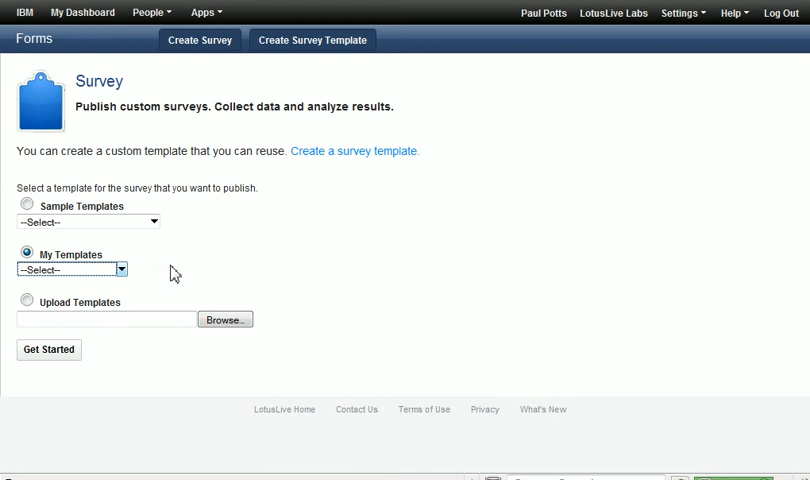 IBM My Dashboard People Apps Paul Potts LotusLive Labs Settings Help Log Out
Forms Create Survey Create Survey Template
Survey
Publish custom surveys. Collect data and analyze results.
You can create a custom template that you can reuse. Create a survey template.
Select a template for the survey that you want to publish.
Sample Templates
--Select--
My Templates
--Select--
Upload Templates
Browse...
Get Started
LotusLive Home Contact Us Terms of Use Privacy What's New